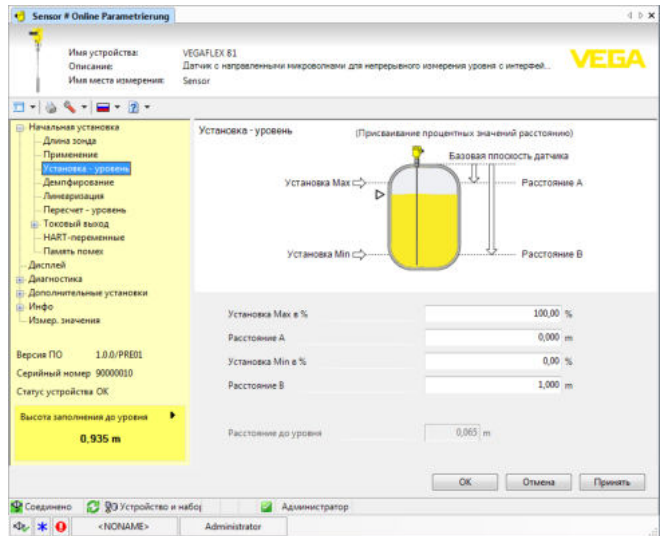 Sensor # Online Parametrierung
Имя устройства: VEGAFLEX 81
Описание: Датчик с направленными микроволнами для непрерывного измерения уровня с интерфей...
Имя места измерения: Sensor
VEGA
Начальная установка
Длина зонда
Применение
Установка - уровень
Демпфирование
Линеаризация
Пересчет - уровень
Токовый выход
HART-переменные
Память помех
Дисплей
Диагностика
Дополнительные установки
Инфо
Измер. значения
Версия ПО 1.0.0/PRE01
Серийный номер 90000010
Статус устройства OK
Высота заполнения до уровня
0,935 m
Установка - уровень
(Присваивание процентных значений расстоянию)
Базовая плоскость датчика
Установка Max
Расстояние A
Установка Min
Расстояние B
Установка Max в % 100,00 %
Расстояние A 0,000 m
Установка Min в % 0,00 %
Расстояние B 1,000 m
Расстояние до уровня 0,065 m
OK Отмена Принять
Соединено Устройство и набор Администратор
<NONAME> Administrator